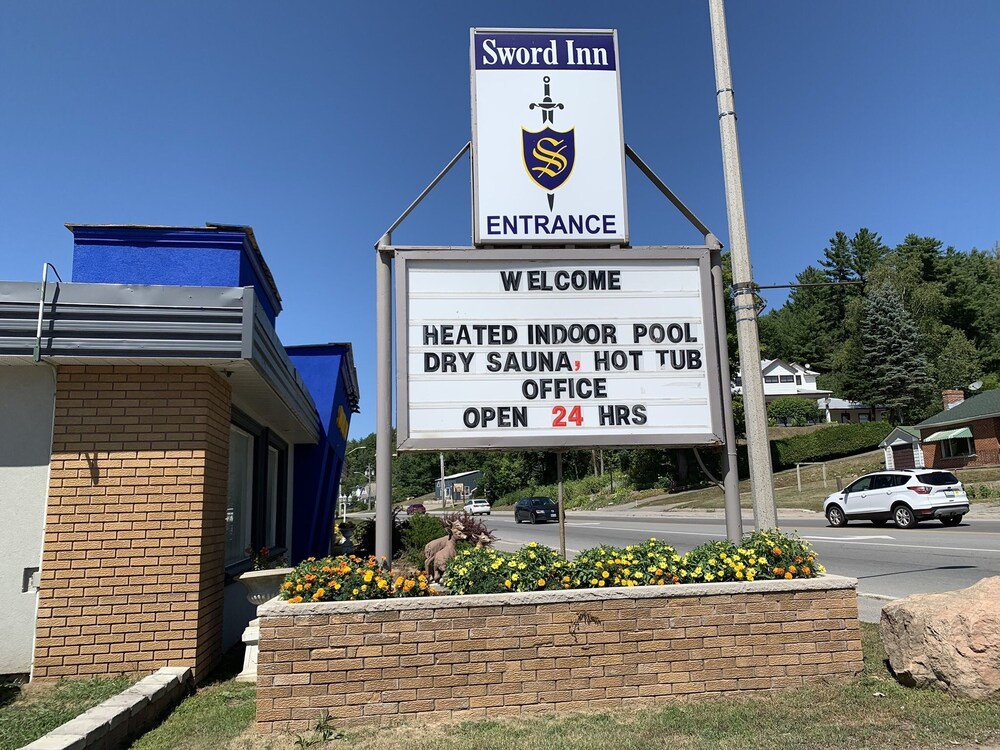 Sword Inn
S
ENTRANCE
WELCOME
HEATED INDOOR POOL
DRY SAUNA, HOT TUB
OFFICE
OPEN 24 HRS